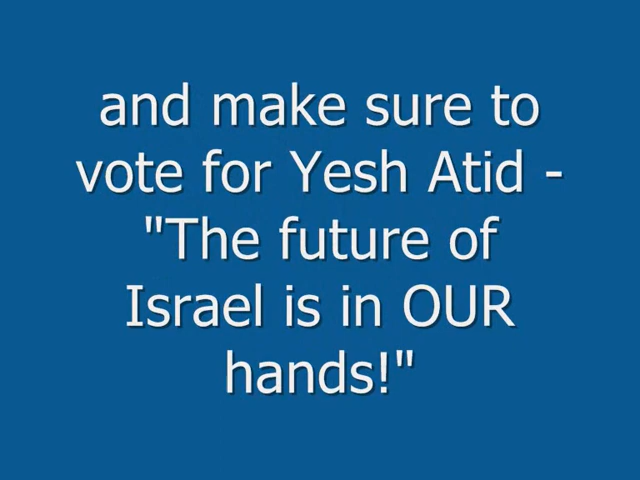 and make sure to
vote for Yesh Atid -
"The future of
Israel is in OUR
hands!"